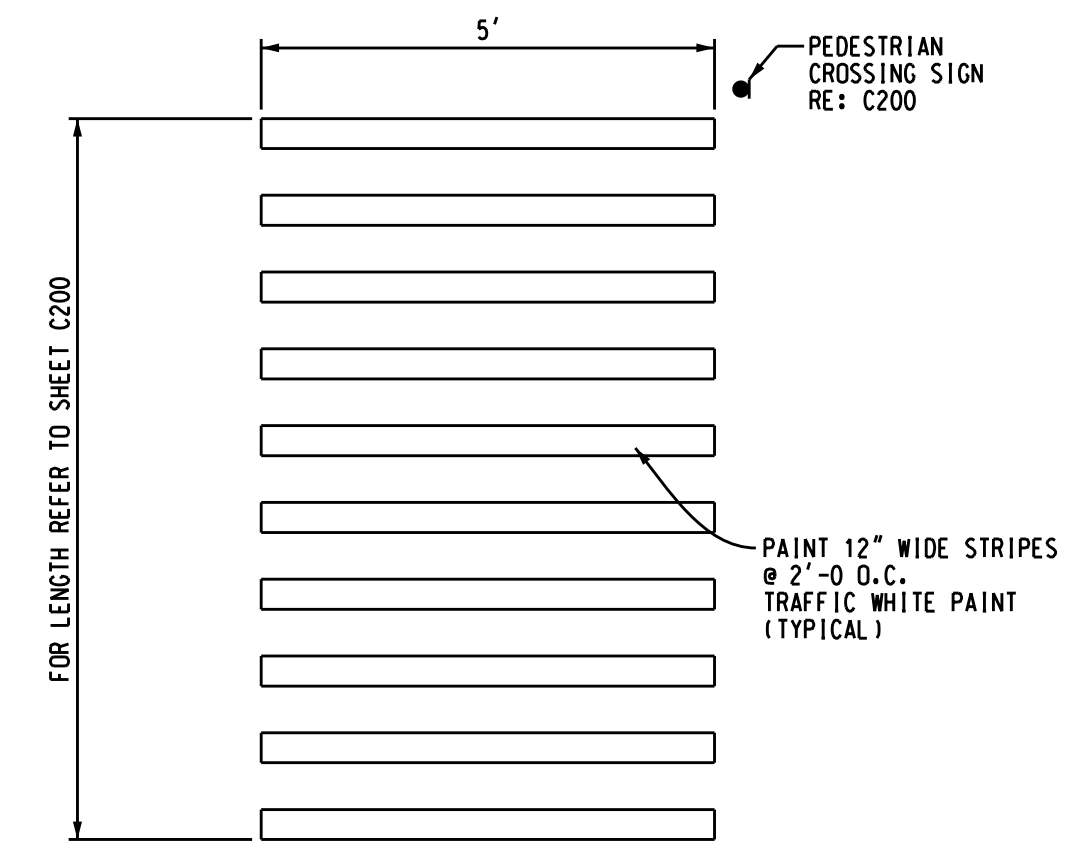 5'
PEDESTRIAN
CROSSING SIGN
RE: C200
FOR LENGTH REFER TO SHEET C200
PAINT 12" WIDE STRIPES
@ 2'-0 O.C.
TRAFFIC WHITE PAINT
(TYPICAL)